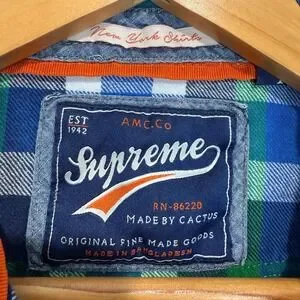 New York Shirts
EST
1942
AMC.Co
Supreme
RN-86220
MADE BY CACTUS
ORIGINAL FINE MADE GOODS
MADE IN BANGLADESH